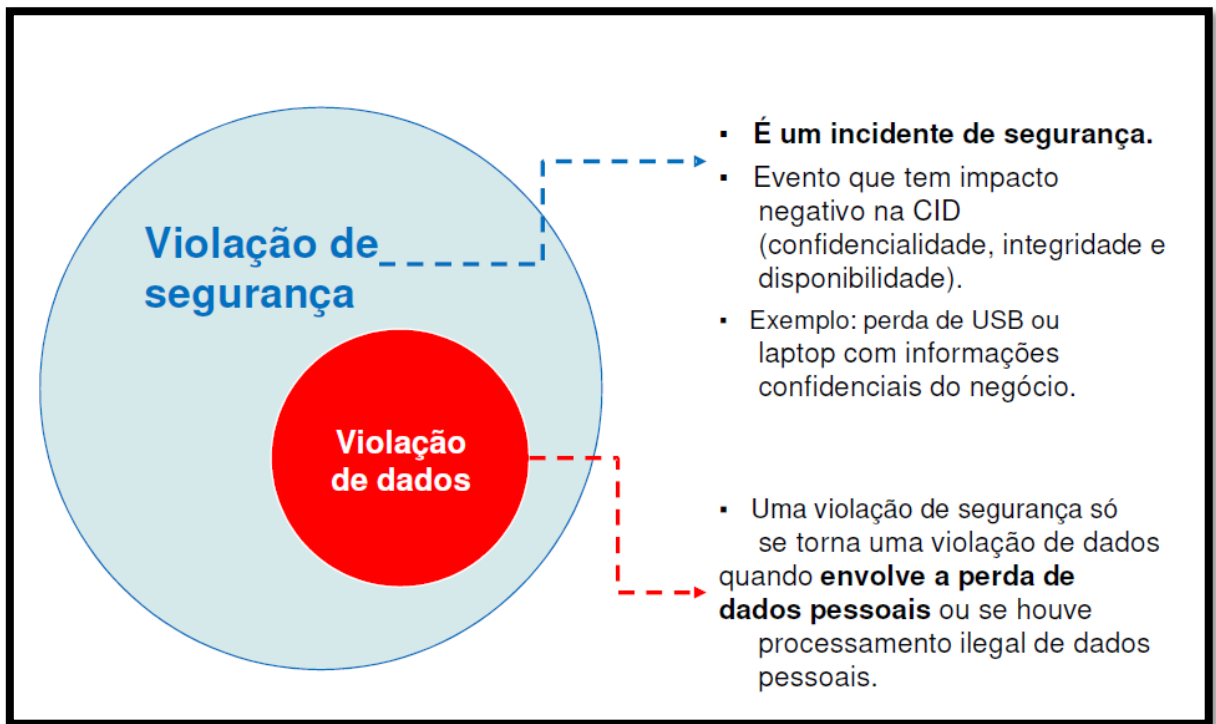 Violação de
segurança
Violação
de dados
▪ É um incidente de segurança.
▪ Evento que tem impacto
negativo na CID
(confidencialidade, integridade e
disponibilidade).
▪ Exemplo: perda de USB ou
laptop com informações
confidenciais do negócio.
▪ Uma violação de segurança só
se torna uma violação de dados
quando envolve a perda de
dados pessoais ou se houve
processamento ilegal de dados
pessoais.